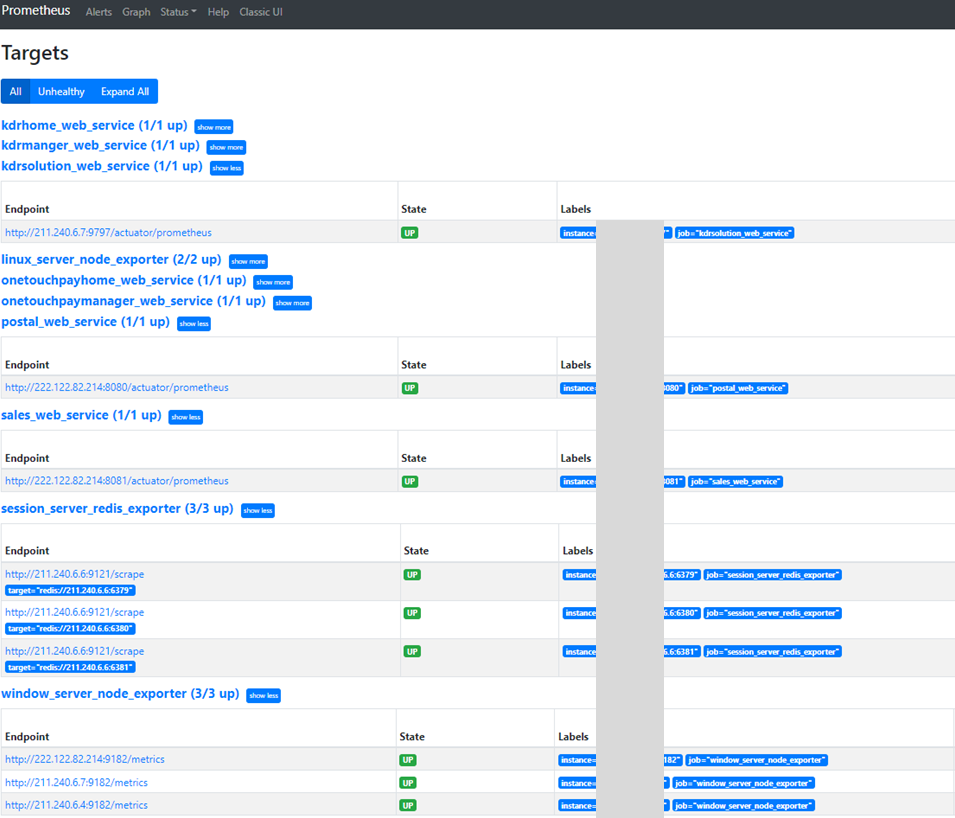 Prometheus Alerts Graph Status Help Classic UI
Targets
All Unhealthy Expand All
kdrhome_web_service (1/1 up) show more
kdrmanger_web_service (1/1 up) show more
kdrsolution_web_service (1/1 up) show less
Endpoint State Labels
http://211.240.6.7:9797/actuator/prometheus UP instance= " job="kdrsolution_web_service"
linux_server_node_exporter (2/2 up) show more
onetouchpayhome_web_service (1/1 up) show more
onetouchpaymanager_web_service (1/1 up) show more
postal_web_service (1/1 up) show less
Endpoint State Labels
http://222.122.82.214:8080/actuator/prometheus UP instance= 8080" job="postal_web_service"
sales_web_service (1/1 up) show less
Endpoint State Labels
http://222.122.82.214:8081/actuator/prometheus UP instance= 8081" job="sales_web_service"
session_server_redis_exporter (3/3 up) show less
Endpoint State Labels
http://211.240.6.6:9121/scrape UP instance= 6.6:6379" job="session_server_redis_exporter"
target="redis://211.240.6.6:6379"
http://211.240.6.6:9121/scrape UP instance= 6.6:6380" job="session_server_redis_exporter"
target="redis://211.240.6.6:6380"
http://211.240.6.6:9121/scrape UP instance= 6.6:6381" job="session_server_redis_exporter"
target="redis://211.240.6.6:6381"
window_server_node_exporter (3/3 up) show less
Endpoint State Labels
http://222.122.82.214:9182/metrics UP instance= 182" job="window_server_node_exporter"
http://211.240.6.7:9182/metrics UP instance= " job="window_server_node_exporter"
http://211.240.6.4:9182/metrics UP instance= " job="window_server_node_exporter"